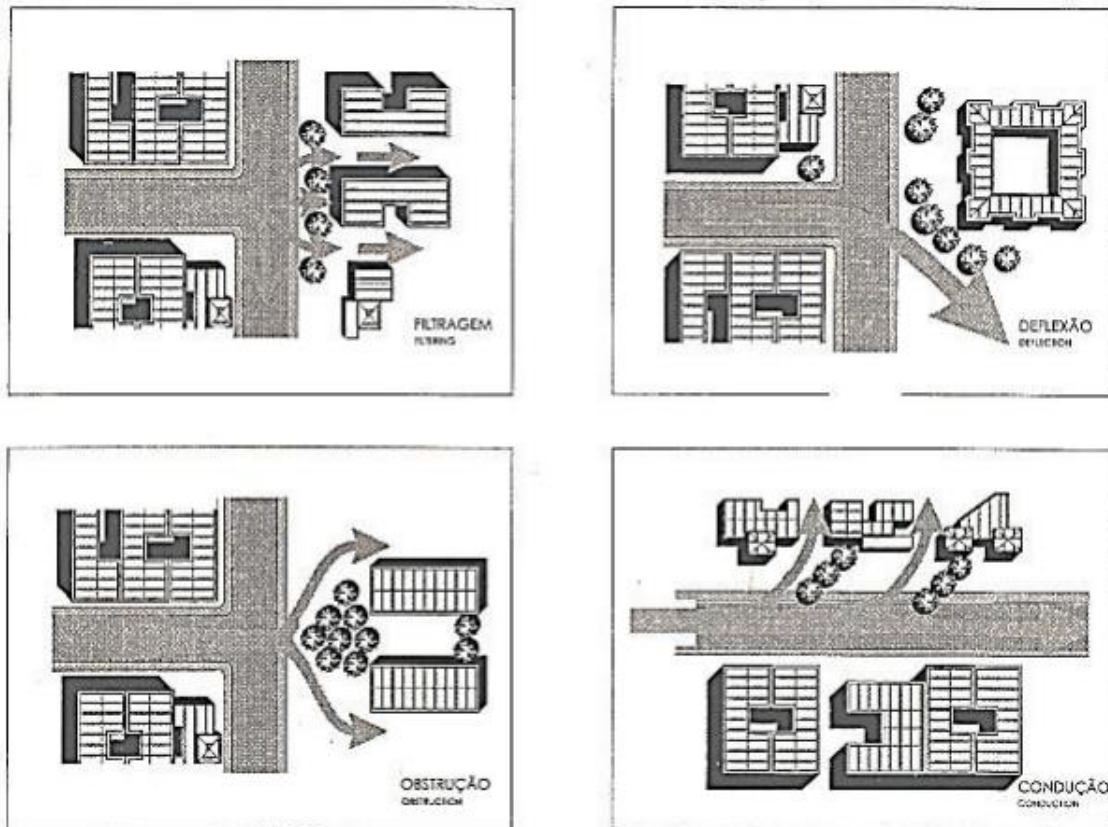 FILTRAGEM
FILTERING
DEFLEXÃO
DEFLECTION
OBSTRUÇÃO
OBSTRUCTION
CONDUÇÃO
CONDUCTION